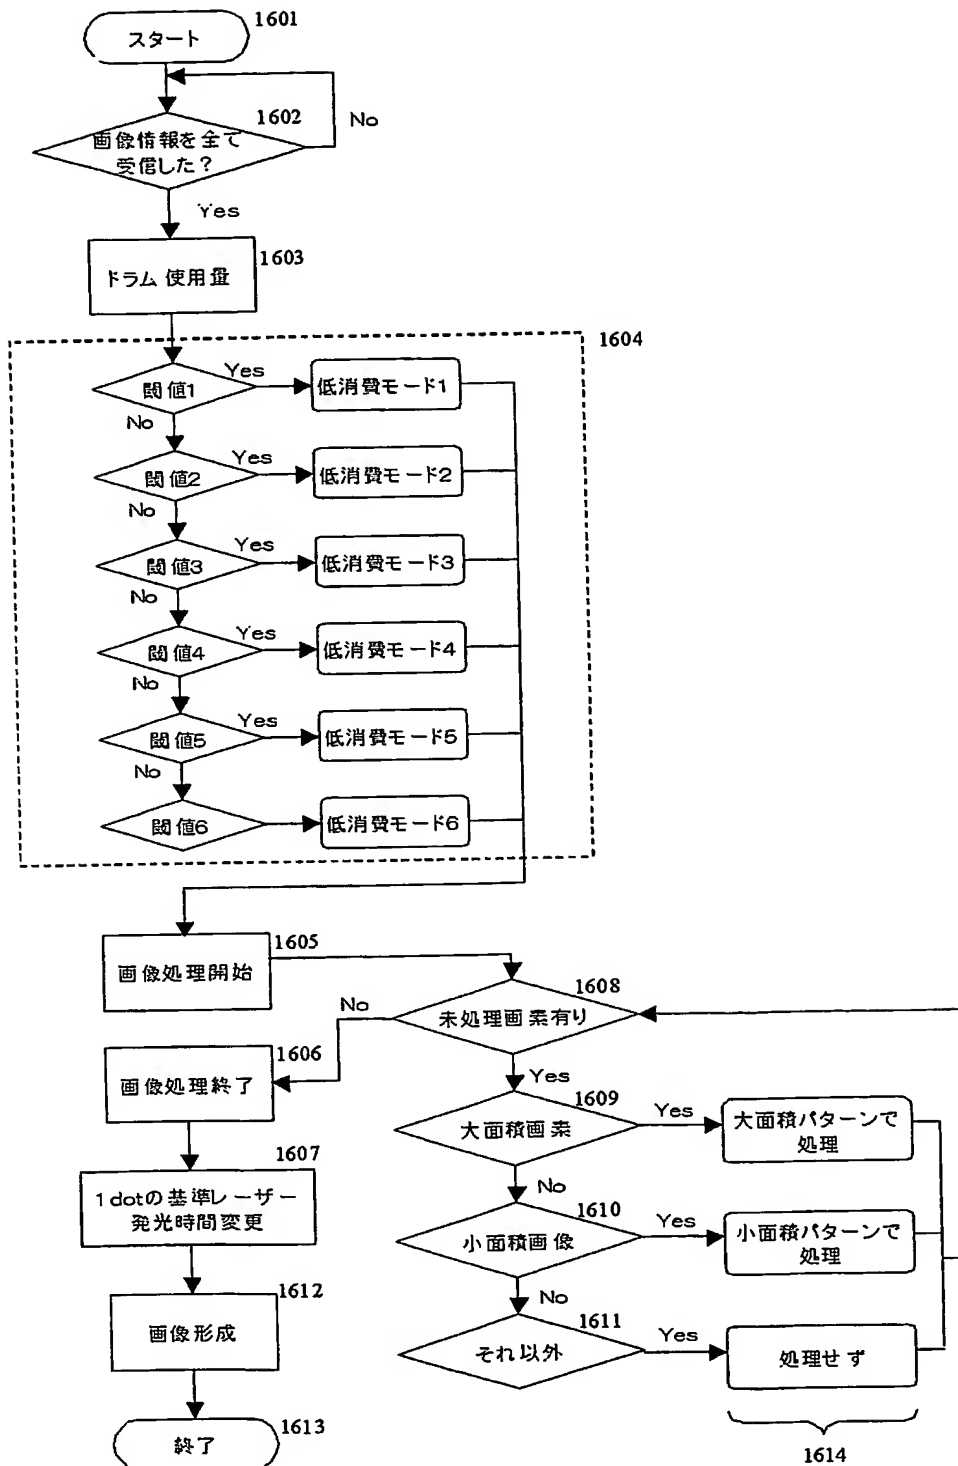 1601
スタート
1602
No
画像情報を全て
受信した？
Yes
1603
ドラム使用量
1604
閾値1
Yes
低消費モード1
No
閾値2
Yes
低消費モード2
No
閾値3
Yes
低消費モード3
No
閾値4
Yes
低消費モード4
No
閾値5
Yes
低消費モード5
No
閾値6
低消費モード6
1605
画像処理開始
1608
未処理画素有り
No
Yes
1606
画像処理終了
1609
大面積画素
Yes
大面積パターンで
処理
No
1607
1dotの基準レーザー
発光時間変更
1610
小面積画像
Yes
小面積パターンで
処理
No
1612
画像形成
1611
それ以外
Yes
処理せず
1613
終了
1614